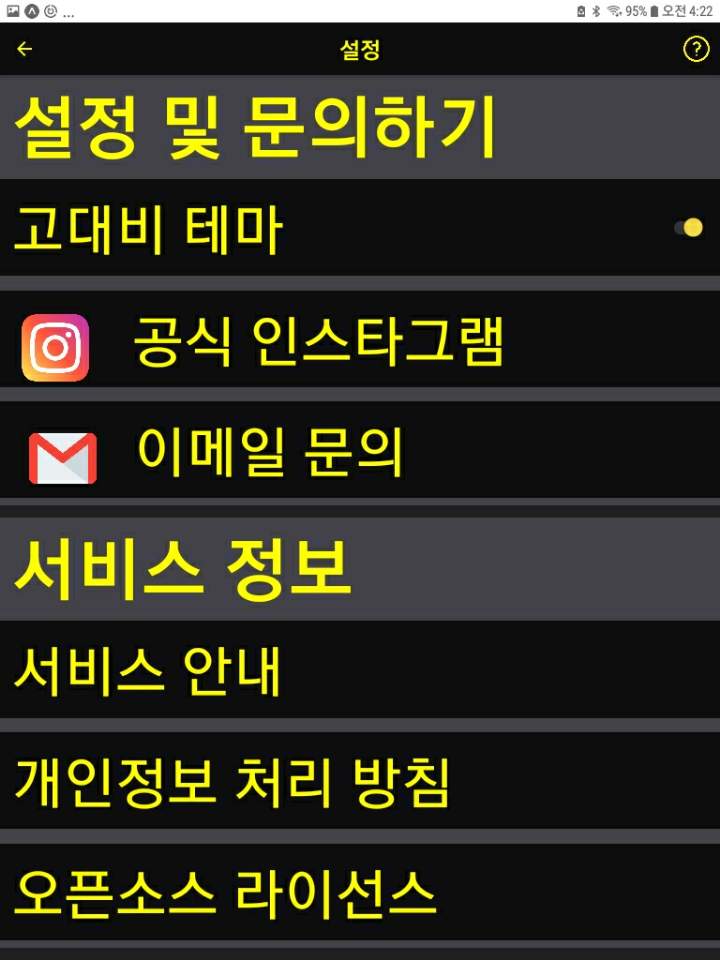 ... 95% 오전 4:22
설정 ?
설정 및 문의하기
고대비 테마
공식 인스타그램
이메일 문의
서비스 정보
서비스 안내
개인정보 처리 방침
오픈소스 라이선스